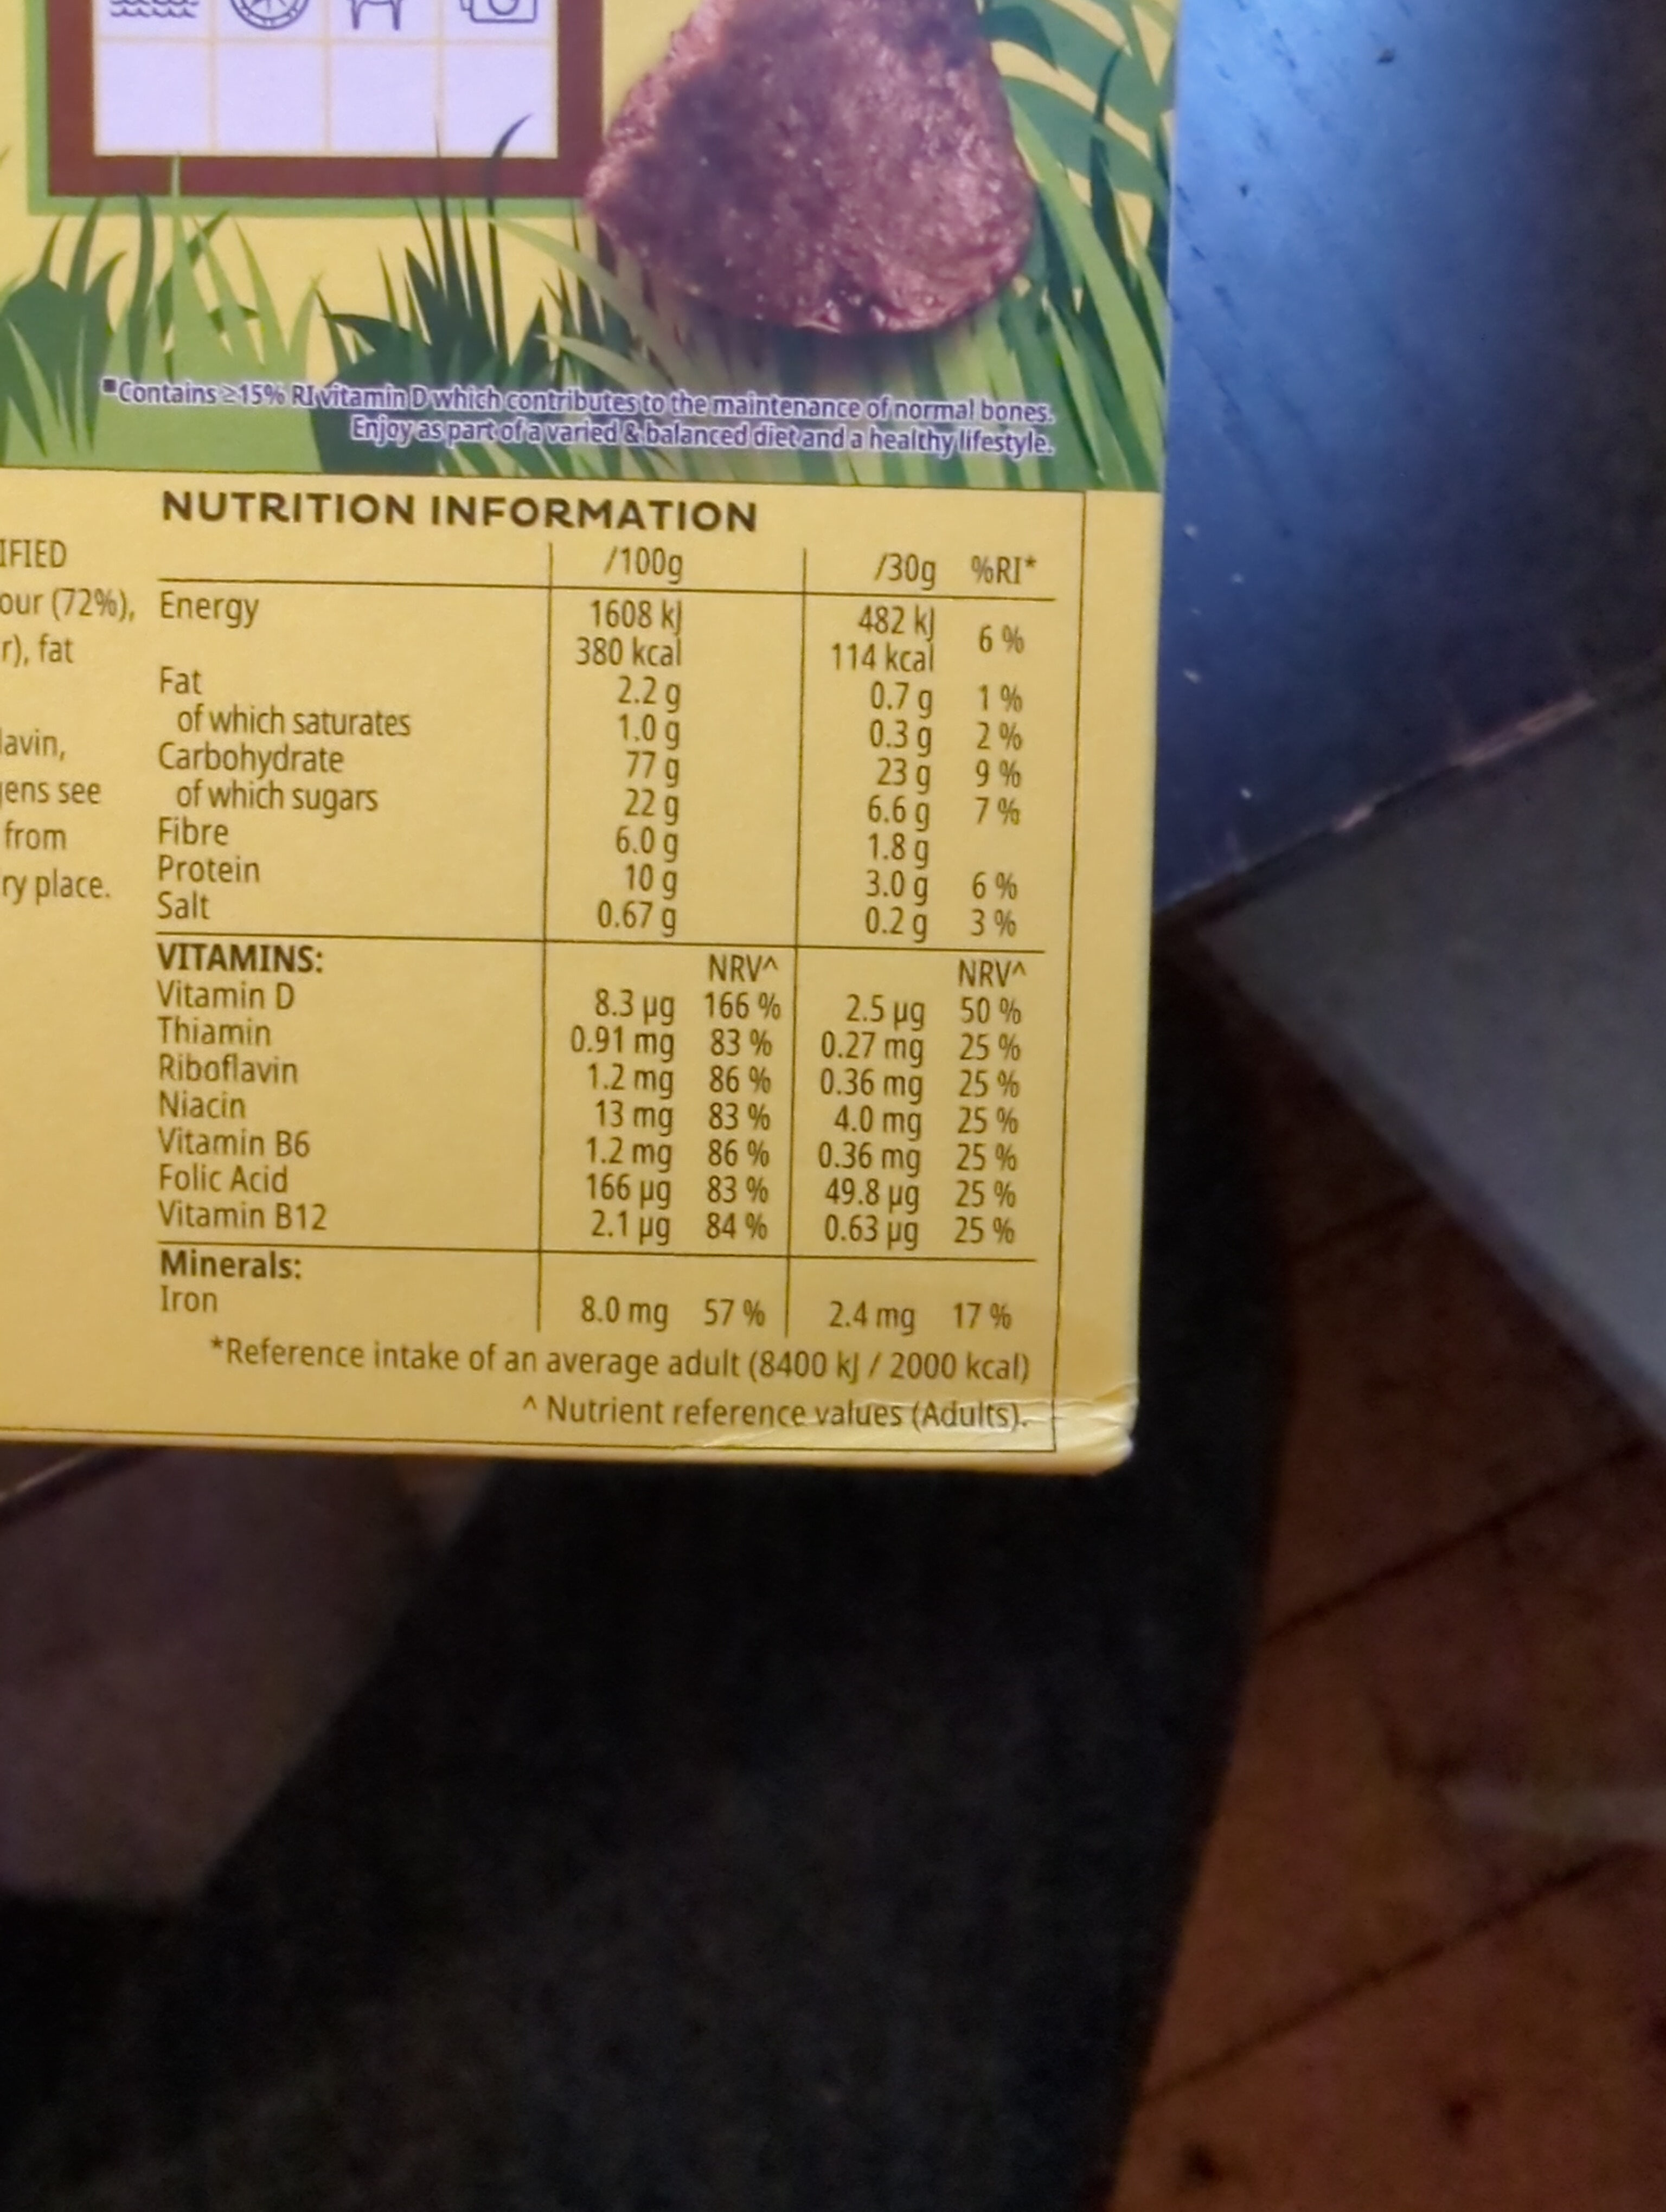 ■Contains ≥15% RI vitamin D which contributes to the maintenance of normal bones.
Enjoy as part of a varied & balanced diet and a healthy lifestyle.
NUTRITION INFORMATION
IFIED
/100g /30g %RI*
our (72%),
Energy 1608 kJ 482 kJ 6 %
r), fat
380 kcal 114 kcal
Fat 2.2 g 0.7 g 1 %
of which saturates 1.0 g 0.3 g 2 %
lavin,
Carbohydrate 77 g 23 g 9 %
gens see
of which sugars 22 g 6.6 g 7 %
from
Fibre 6.0 g 1.8 g
ry place.
Protein 10 g 3.0 g 6 %
Salt 0.67 g 0.2 g 3 %
VITAMINS: NRV^ NRV^
Vitamin D 8.3 µg 166 % 2.5 µg 50 %
Thiamin 0.91 mg 83 % 0.27 mg 25 %
Riboflavin 1.2 mg 86 % 0.36 mg 25 %
Niacin 13 mg 83 % 4.0 mg 25 %
Vitamin B6 1.2 mg 86 % 0.36 mg 25 %
Folic Acid 166 µg 83 % 49.8 µg 25 %
Vitamin B12 2.1 µg 84 % 0.63 µg 25 %
Minerals:
Iron 8.0 mg 57 % 2.4 mg 17 %
*Reference intake of an average adult (8400 kJ / 2000 kcal)
^ Nutrient reference values (Adults).